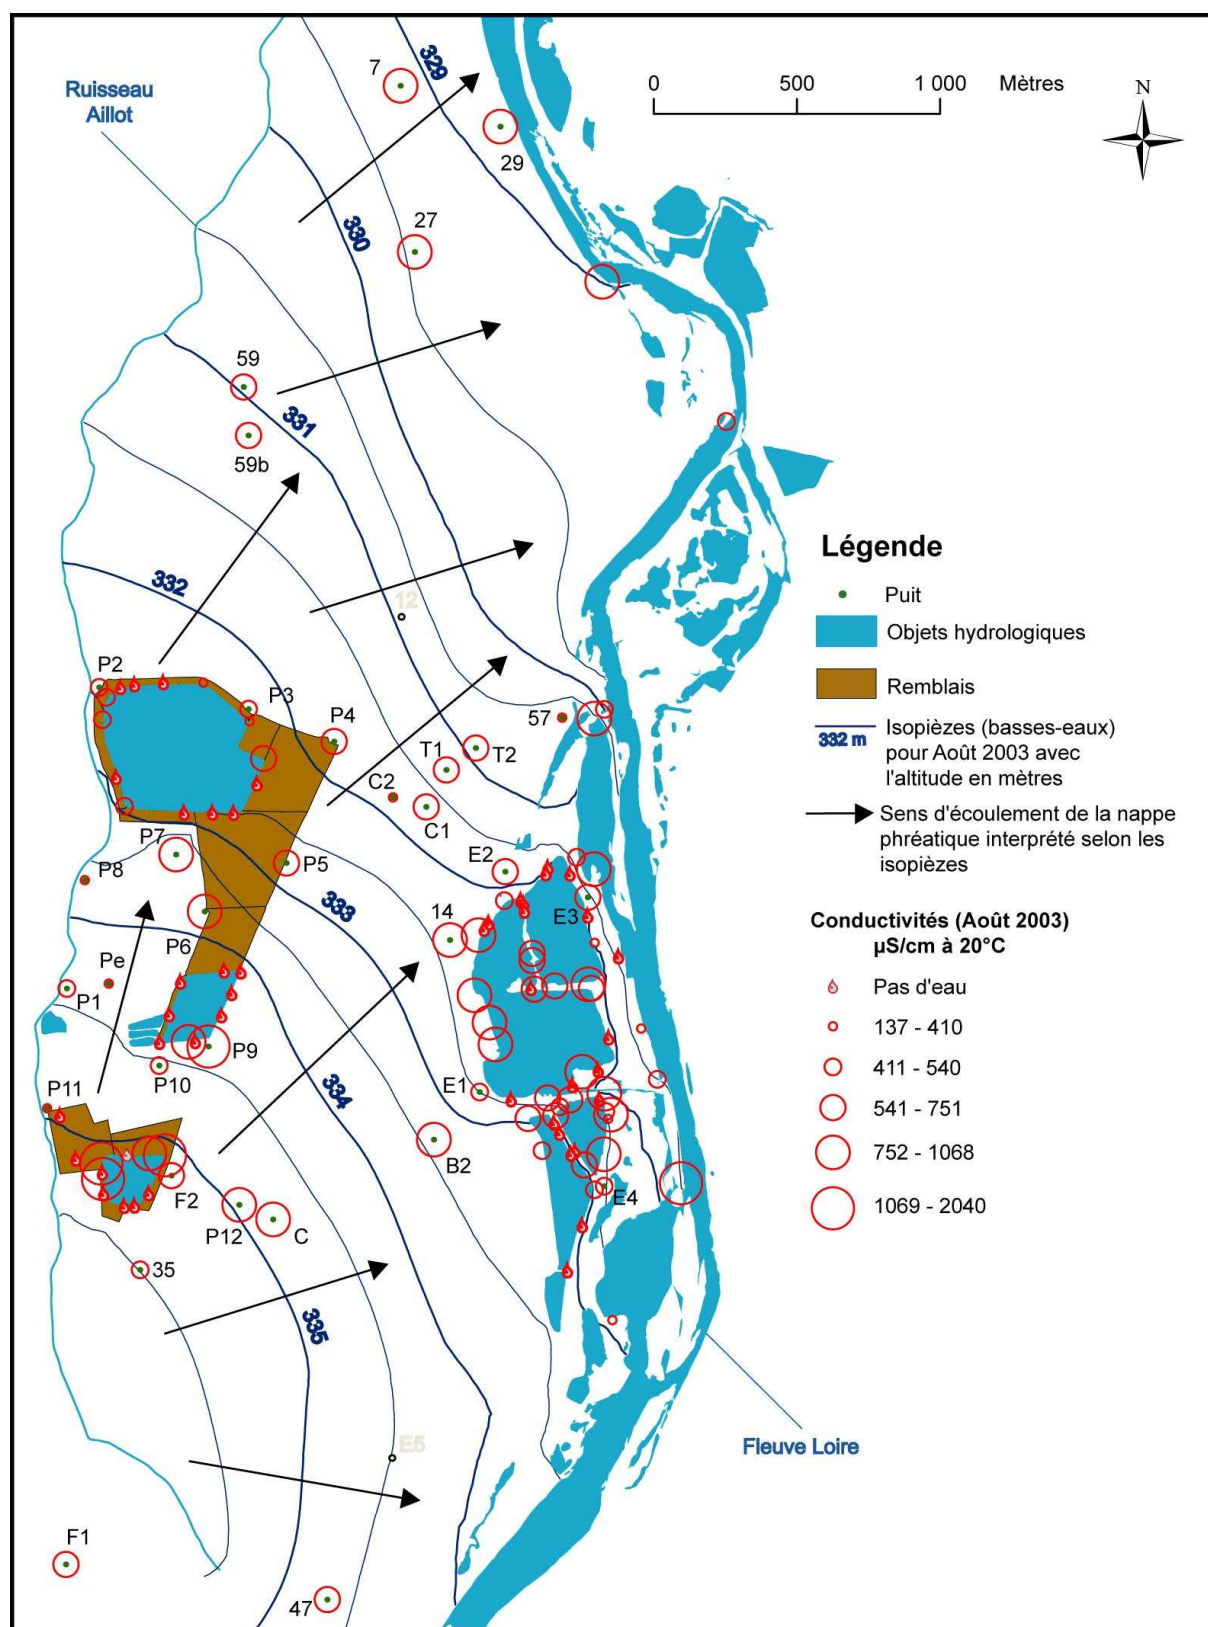 7
329
0
500
1 000
Mètres
N
Ruisseau
Aillot
29
27
330
59
331
59b
332
12
P2
P3
P4
57
T1
T2
C2
C1
P7
P5
E2
P8
333
E3
14
P6
Pe
P1
P9
P10
E1
P11
334
B2
F2
E4
P12
C
35
335
E5
F1
47
Fleuve Loire
Légende
Puit
Objets hydrologiques
Remblais
Isopièzes (basses-eaux)
332 m
pour Août 2003 avec
l'altitude en mètres
Sens d'écoulement de la nappe
phréatique interprété selon les
isopièzes
Conductivités (Août 2003)
µS/cm à 20°C
Pas d'eau
137 - 410
411 - 540
541 - 751
752 - 1068
1069 - 2040